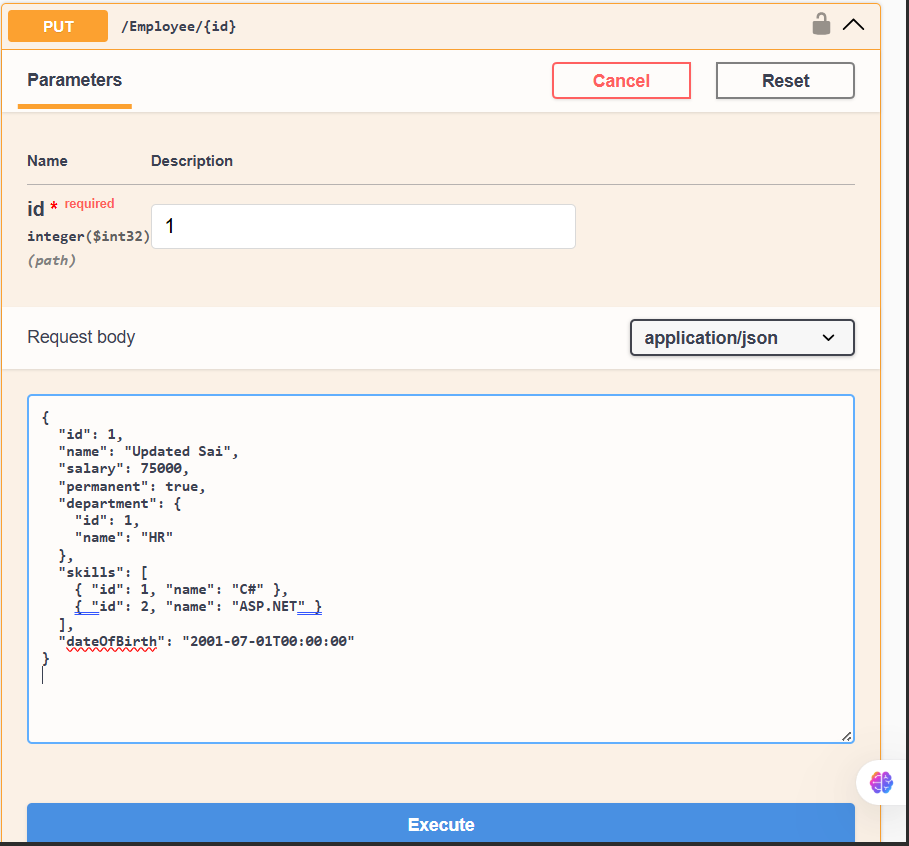 PUT /Employee/{id}
Parameters Cancel Reset
Name Description
id * required
integer($int32)
(path)
1
Request body application/json
{
  "id": 1,
  "name": "Updated Sai",
  "salary": 75000,
  "permanent": true,
  "department": {
    "id": 1,
    "name": "HR"
  },
  "skills": [
    { "id": 1, "name": "C#" },
    { "id": 2, "name": "ASP.NET" }
  ],
  "dateOfBirth": "2001-07-01T00:00:00"
}
Execute